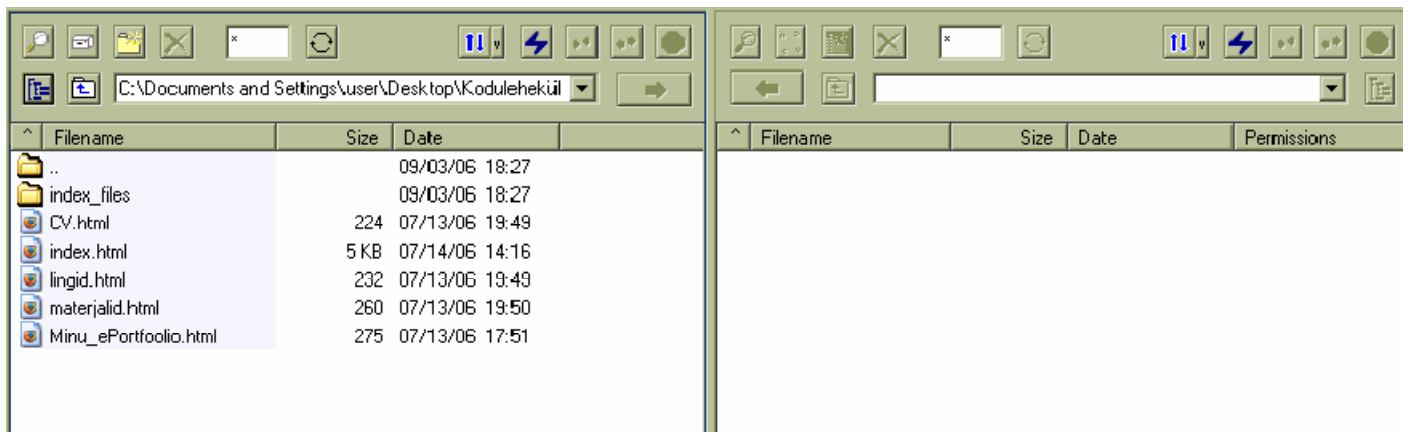 *
*
C:\Documents and Settings\user\Desktop\Kodulehekül
^ Filename Size Date
^ Filename Size Date Permissions
.. 09/03/06 18:27
index_files 09/03/06 18:27
CV.html 224 07/13/06 19:49
index.html 5 KB 07/14/06 14:16
lingid.html 232 07/13/06 19:49
materjalid.html 260 07/13/06 19:50
Minu_ePortfoolio.html 275 07/13/06 17:51